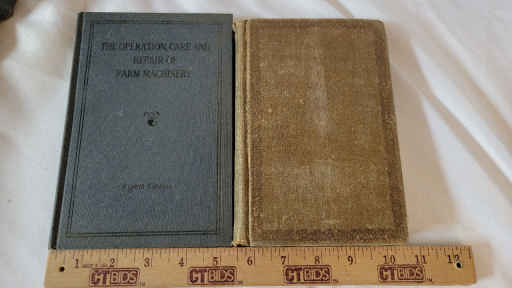 THE OPERATION, CARE AND
REPAIR OF
FARM MACHINERY
Edition
1 2 3 4 5 6 7 8 9 10 11 12
CTBIDS CTBIDS CTBIDS CTBIDS